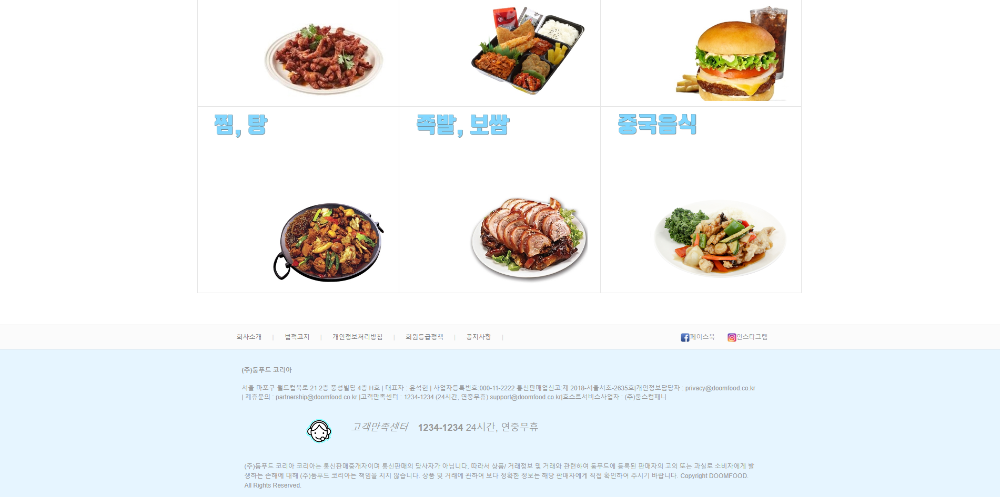 찜, 탕
족발, 보쌈
중국음식
회사소개 | 법적고지 | 개인정보처리방침 | 회원등급정책 | 공지사항 |
페이스북 인스타그램
(주)둠푸드 코리아
서울 마포구 월드컵북로 21 2층 풍성빌딩 4층 H호 | 대표자 : 윤석현 | 사업자등록번호:000-11-2222 통신판매업신고:제 2018-서울서초-2635호|개인정보담당자 : privacy@doomfood.co.kr
| 제휴문의 : partnership@doomfood.co.kr |고객만족센터 : 1234-1234 (24시간, 연중무휴) support@doomfood.co.kr|호스트서비스사업자 : (주)둠스컴패니
고객만족센터 1234-1234 24시간, 연중무휴
(주)둠푸드 코리아 코리아는 통신판매중개자이며 통신판매의 당사자가 아닙니다. 따라서 상품/ 거래정보 및 거래와 관련하여 둠푸드에 등록된 판매자의 고의 또는 과실로 소비자에게 발
생하는 손해에 대해 (주)둠푸드 코리아는 책임을 지지 않습니다. 상품 및 거래에 관하여 보다 정확한 정보는 해당 판매자에게 직접 확인하여 주시기 바랍니다. Copyright DOOMFOOD.
All Rights Reserved.